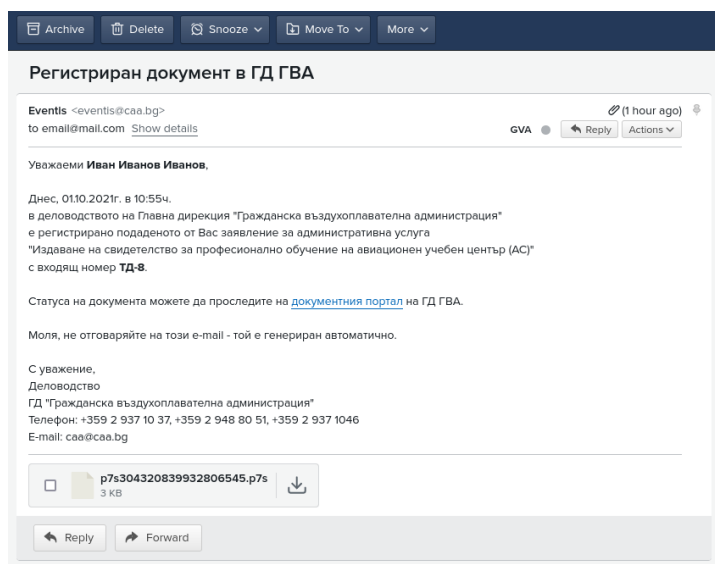 Archive Delete Snooze Move To More
Регистриран документ в ГД ГВА
Eventis <eventis@caa.bg> (1 hour ago)
to email@mail.com Show details GVA Reply Actions
Уважаеми Иван Иванов Иванов,
Днес, 01.10.2021г. в 10:55ч.
в деловодството на Главна дирекция "Гражданска въздухоплавателна администрация"
е регистрирано подаденото от Вас заявление за административна услуга
"Издаване на свидетелство за професионално обучение на авиационен учебен център (АС)"
с входящ номер ТД-8.
Статуса на документа можете да проследите на документния портал на ГД ГВА.
Моля, не отговаряйте на този e-mail - той е генериран автоматично.
С уважение,
Деловодство
ГД "Гражданска въздухоплавателна администрация"
Телефон: +359 2 937 10 37, +359 2 948 80 51, +359 2 937 1046
E-mail: caa@caa.bg
p7s304320839932806545.p7s
3 KB
Reply Forward